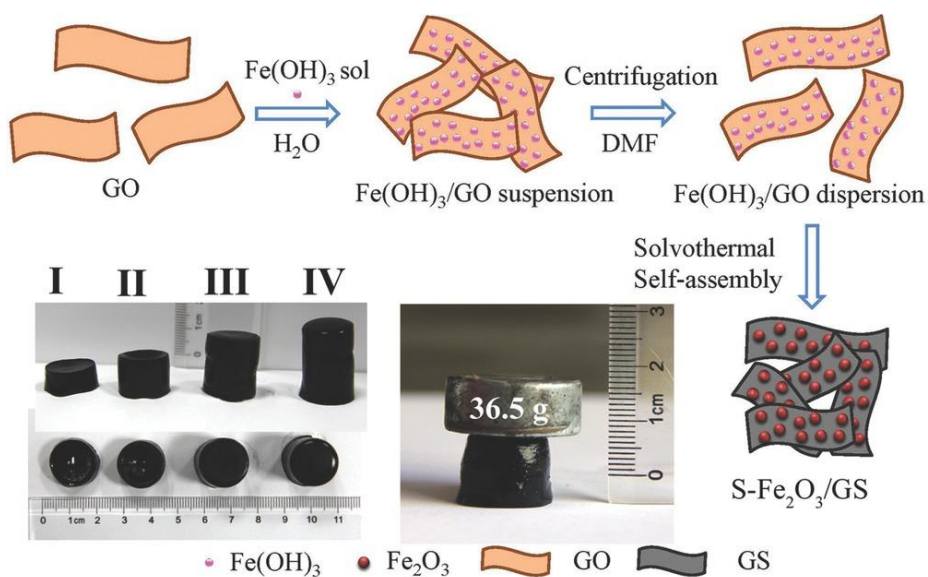 Fe(OH)₃ sol
H₂O
GO
Centrifugation
DMF
Fe(OH)₃/GO suspension
Fe(OH)₃/GO dispersion
Solvothermal
Self-assembly
I II III IV
0 1cm
0 1cm 2 3 4 5 6 7 8 9 10 11
36.5 g
3
2
1cm
0
S-Fe₂O₃/GS
Fe(OH)₃ Fe₂O₃ GO GS